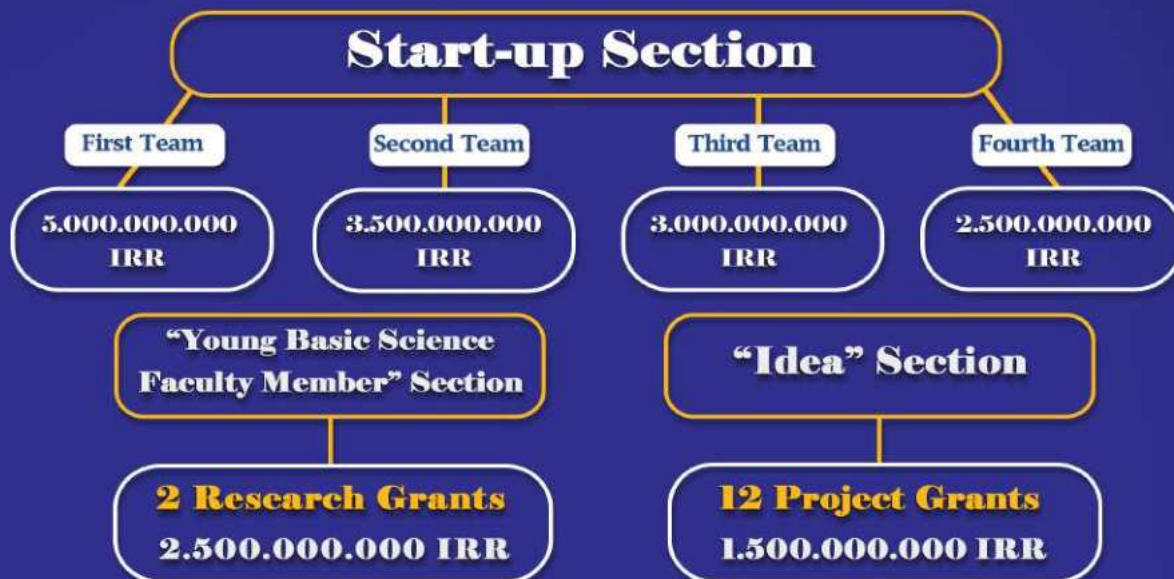 Start-up Section
First Team
Second Team
Third Team
Fourth Team
5.000.000.000
IRR
3.500.000.000
IRR
3.000.000.000
IRR
2.500.000.000
IRR
“Young Basic Science
Faculty Member” Section
“Idea” Section
2 Research Grants
2.500.000.000 IRR
12 Project Grants
1.500.000.000 IRR